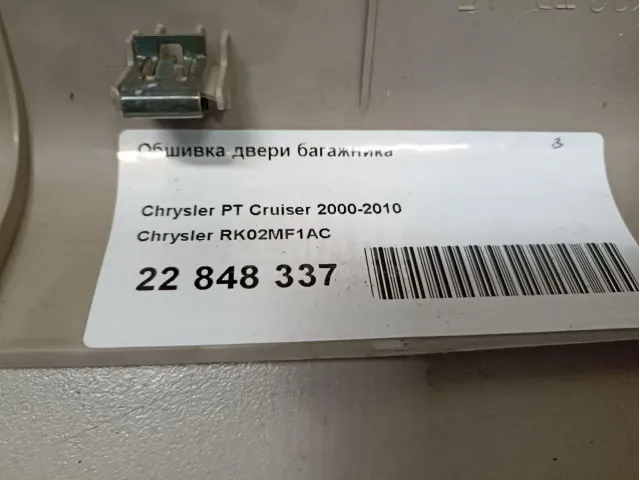 Обшивка двери багажника
3
Chrysler PT Cruiser 2000-2010
Chrysler RK02MF1AC
22 848 337